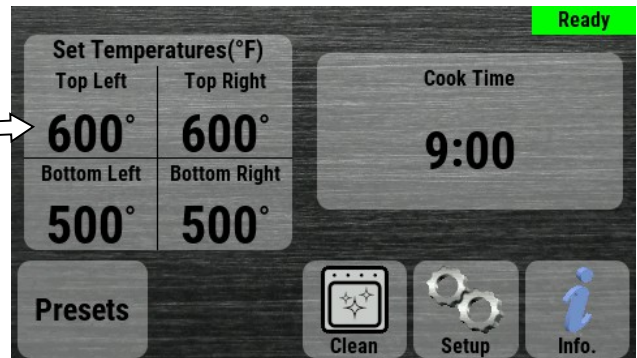 Ready
Set Temperatures(°F)
Top Left Top Right
600° 600°
Bottom Left Bottom Right
500° 500°
Cook Time
9:00
Presets
Clean
Setup
Info.